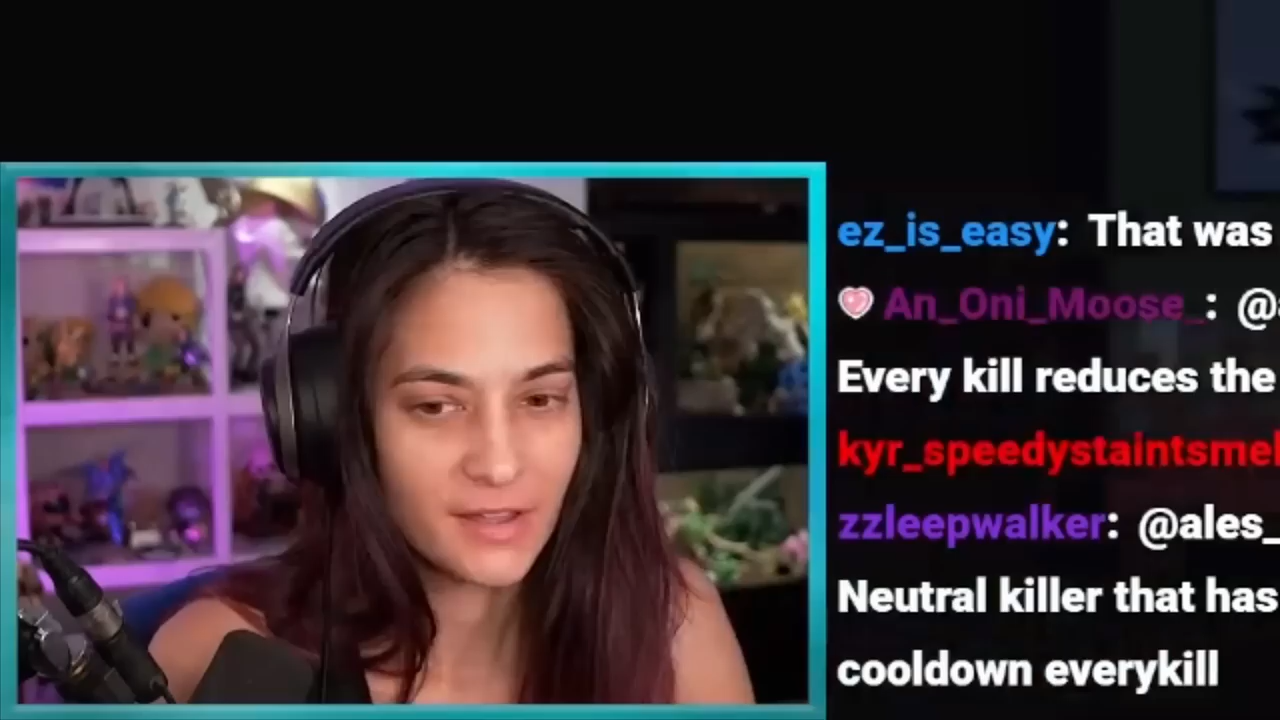 ez_is_easy: That was
An_Oni_Moose_: @
Every kill reduces the
kyr_speedystaintsmel
zzleepwalker: @ales_
Neutral killer that has
cooldown everykill